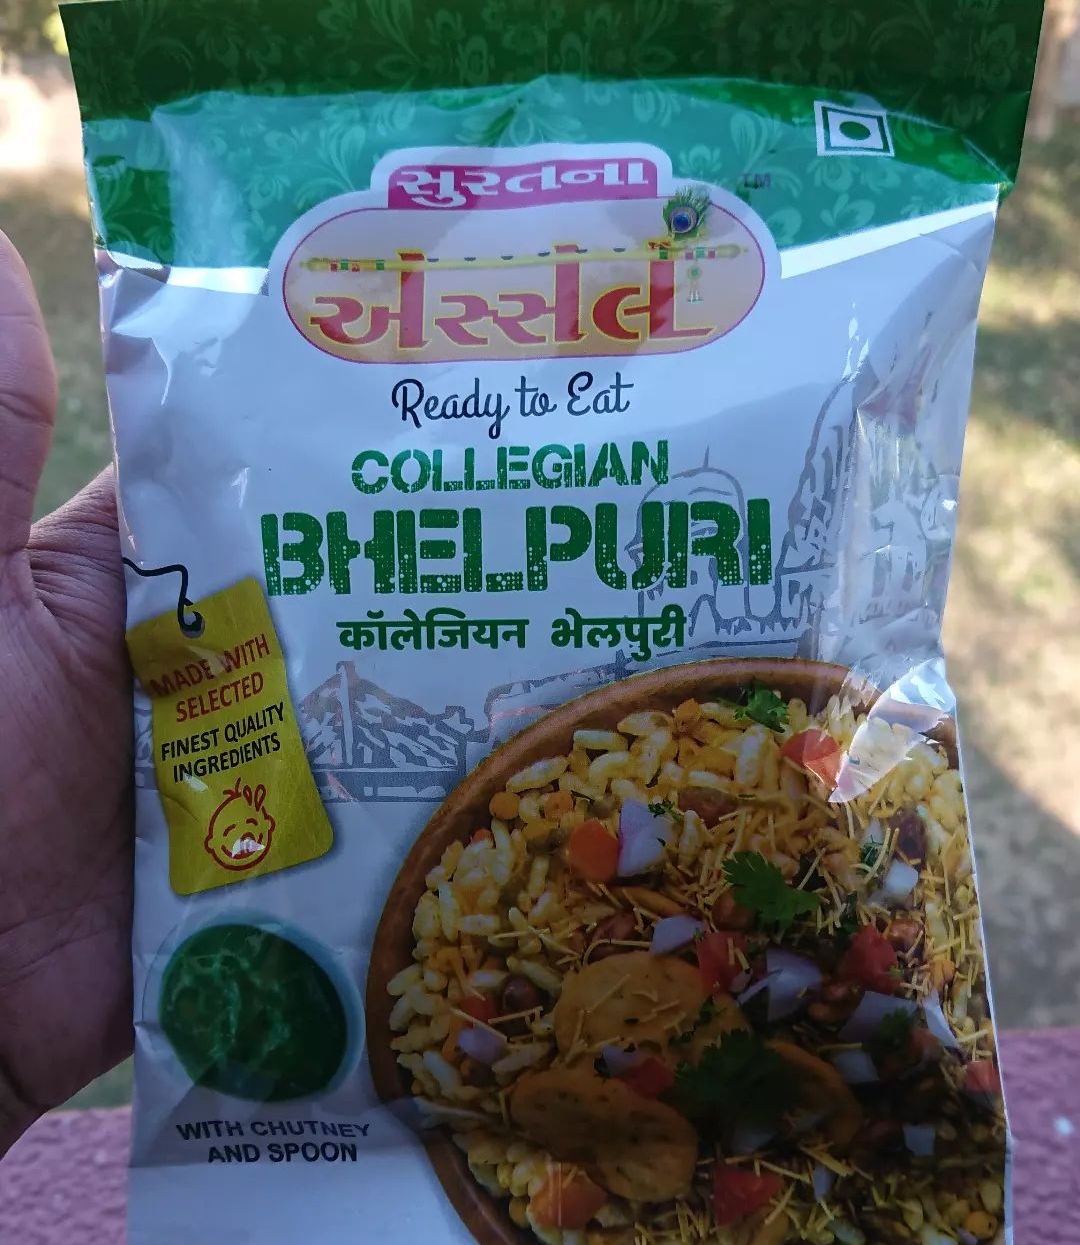 સુરતના
TM
એસ્સેલ
Ready to Eat
COLLEGIAN
BHELPURI
कॉलेजियन भेलपुरी
MADE WITH
SELECTED
FINEST QUALITY
INGREDIENTS
WITH CHUTNEY
AND SPOON